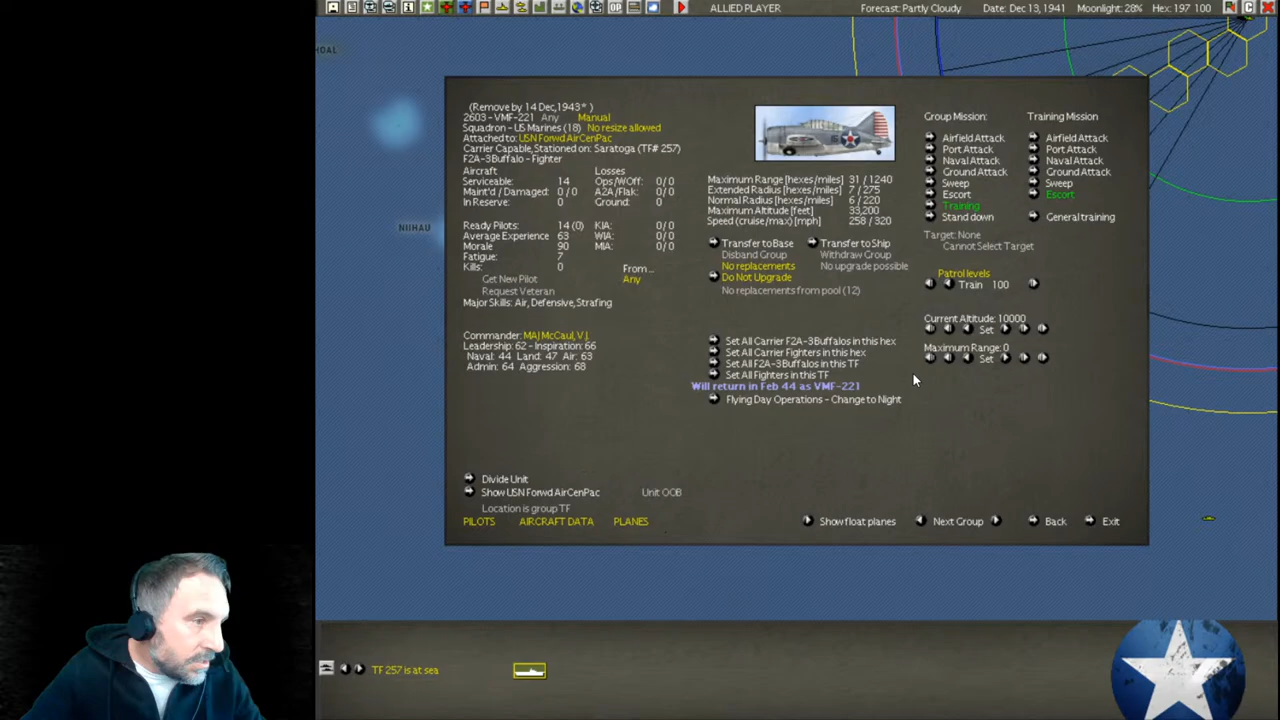 ALLIED PLAYER
Forecast: Partly Cloudy
Date: Dec 13, 1941
Moonlight: 28%
Hex: 197 100
(Remove by 14 Dec,1943* )
2603 - VMF-221 Any Manual
Squadron - US Marines (18) No resize allowed
Attached to: USN Forwd AirCenPac
Carrier Capable, Stationed on: Saratoga (TF# 257)
F2A-3Buffalo - Fighter
Aircraft Losses
Serviceable: 14 Ops/WOff: 0/0
Maint'd / Damaged: 0/0 A2A/Flak: 0/0
In Reserve: 0 Ground: 0
Ready Pilots: 14 (0) KIA: 0/0
Average Experience 63 WIA: 0/0
Morale 90 MIA: 0/0
Fatigue: 7
Kills: 0 From...
Get New Pilot Any
Request Veteran
Major Skills: Air, Defensive, Strafing
Commander: MAJ McCaul, V.J.
Leadership: 62 - Inspiration: 66
Naval: 44 Land: 47 Air: 63
Admin: 64 Aggression: 68
Divide Unit
Show USN Forwd AirCenPac Unit OOB
Location is group TF
PILOTS AIRCRAFT DATA PLANES
Maximum Range [hexes/miles] 31 / 1240
Extended Radius [hexes/miles] 7 / 275
Normal Radius [hexes/miles] 6 / 220
Maximum Altitude [feet] 33,200
Speed (cruise/max) [mph] 258 / 320
Transfer to Base Transfer to Ship
Disband Group Withdraw Group
No replacements No upgrade possible
Do Not Upgrade
No replacements from pool (12)
Set All Carrier F2A-3Buffalos in this hex
Set All Carrier Fighters in this hex
Set All F2A-3Buffalos in this TF
Set All Fighters in this TF
Will return in Feb 44 as VMF-221
Flying Day Operations - Change to Night
Group Mission: Training Mission
Airfield Attack Airfield Attack
Port Attack Port Attack
Naval Attack Naval Attack
Ground Attack Ground Attack
Sweep Sweep
Escort Escort
Training
Stand down General training
Target: None
Cannot Select Target
Patrol levels
Train 100
Current Altitude: 10000
Set
Maximum Range: 0
Set
Show float planes Next Group Back Exit
NIIHAU
TF 257 is at sea